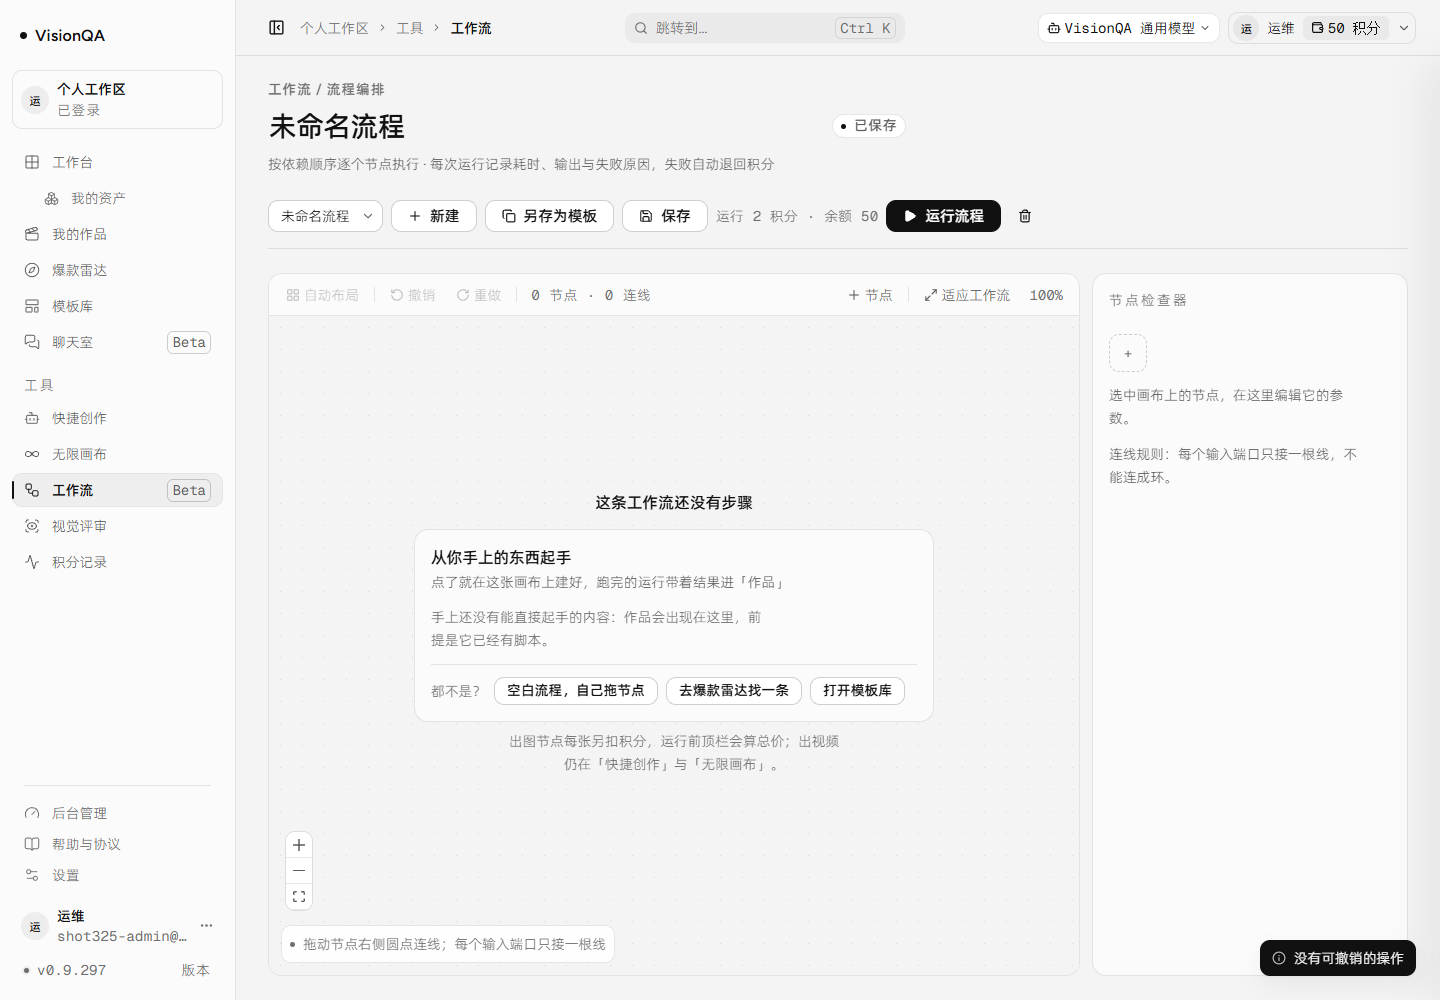 VisionQA
运
个人工作区
已登录
工作台
我的资产
我的作品
爆款雷达
模板库
聊天室 Beta
工具
快捷创作
无限画布
工作流 Beta
视觉评审
积分记录
后台管理
帮助与协议
设置
运
运维
shot325-admin@…
v0.9.297 版本
个人工作区 工具 工作流
跳转到… Ctrl K
VisionQA 通用模型
运 运维 50 积分
工作流 / 流程编排
未命名流程
已保存
按依赖顺序逐个节点执行 · 每次运行记录耗时、输出与失败原因，失败自动退回积分
未命名流程 新建 另存为模板 保存 运行 2 积分 · 余额 50 运行流程
自动布局 撤销 重做 0 节点 · 0 连线 节点 适应工作流 100%
这条工作流还没有步骤
从你手上的东西起手
点了就在这张画布上建好，跑完的运行带着结果进「作品」
手上还没有能直接起手的内容：作品会出现在这里，前
提是它已经有脚本。
都不是？ 空白流程，自己拖节点 去爆款雷达找一条 打开模板库
出图节点每张另扣积分，运行前顶栏会算总价；出视频
仍在「快捷创作」与「无限画布」。
拖动节点右侧圆点连线；每个输入端口只接一根线
节点检查器
选中画布上的节点，在这里编辑它的参
数。
连线规则：每个输入端口只接一根线，不
能连成环。
没有可撤销的操作